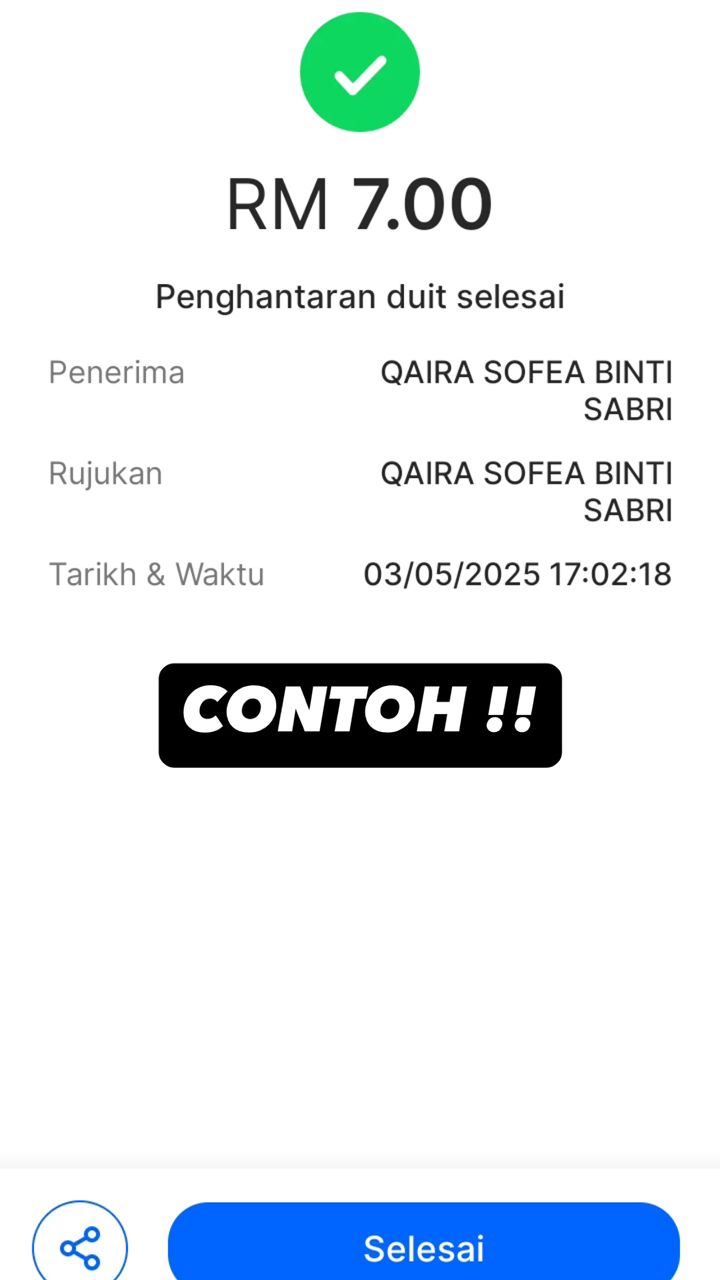 RM 7.00
Penghantaran duit selesai
Penerima QAIRA SOFEA BINTI
SABRI
Rujukan QAIRA SOFEA BINTI
SABRI
Tarikh & Waktu 03/05/2025 17:02:18
CONTOH !!
Selesai